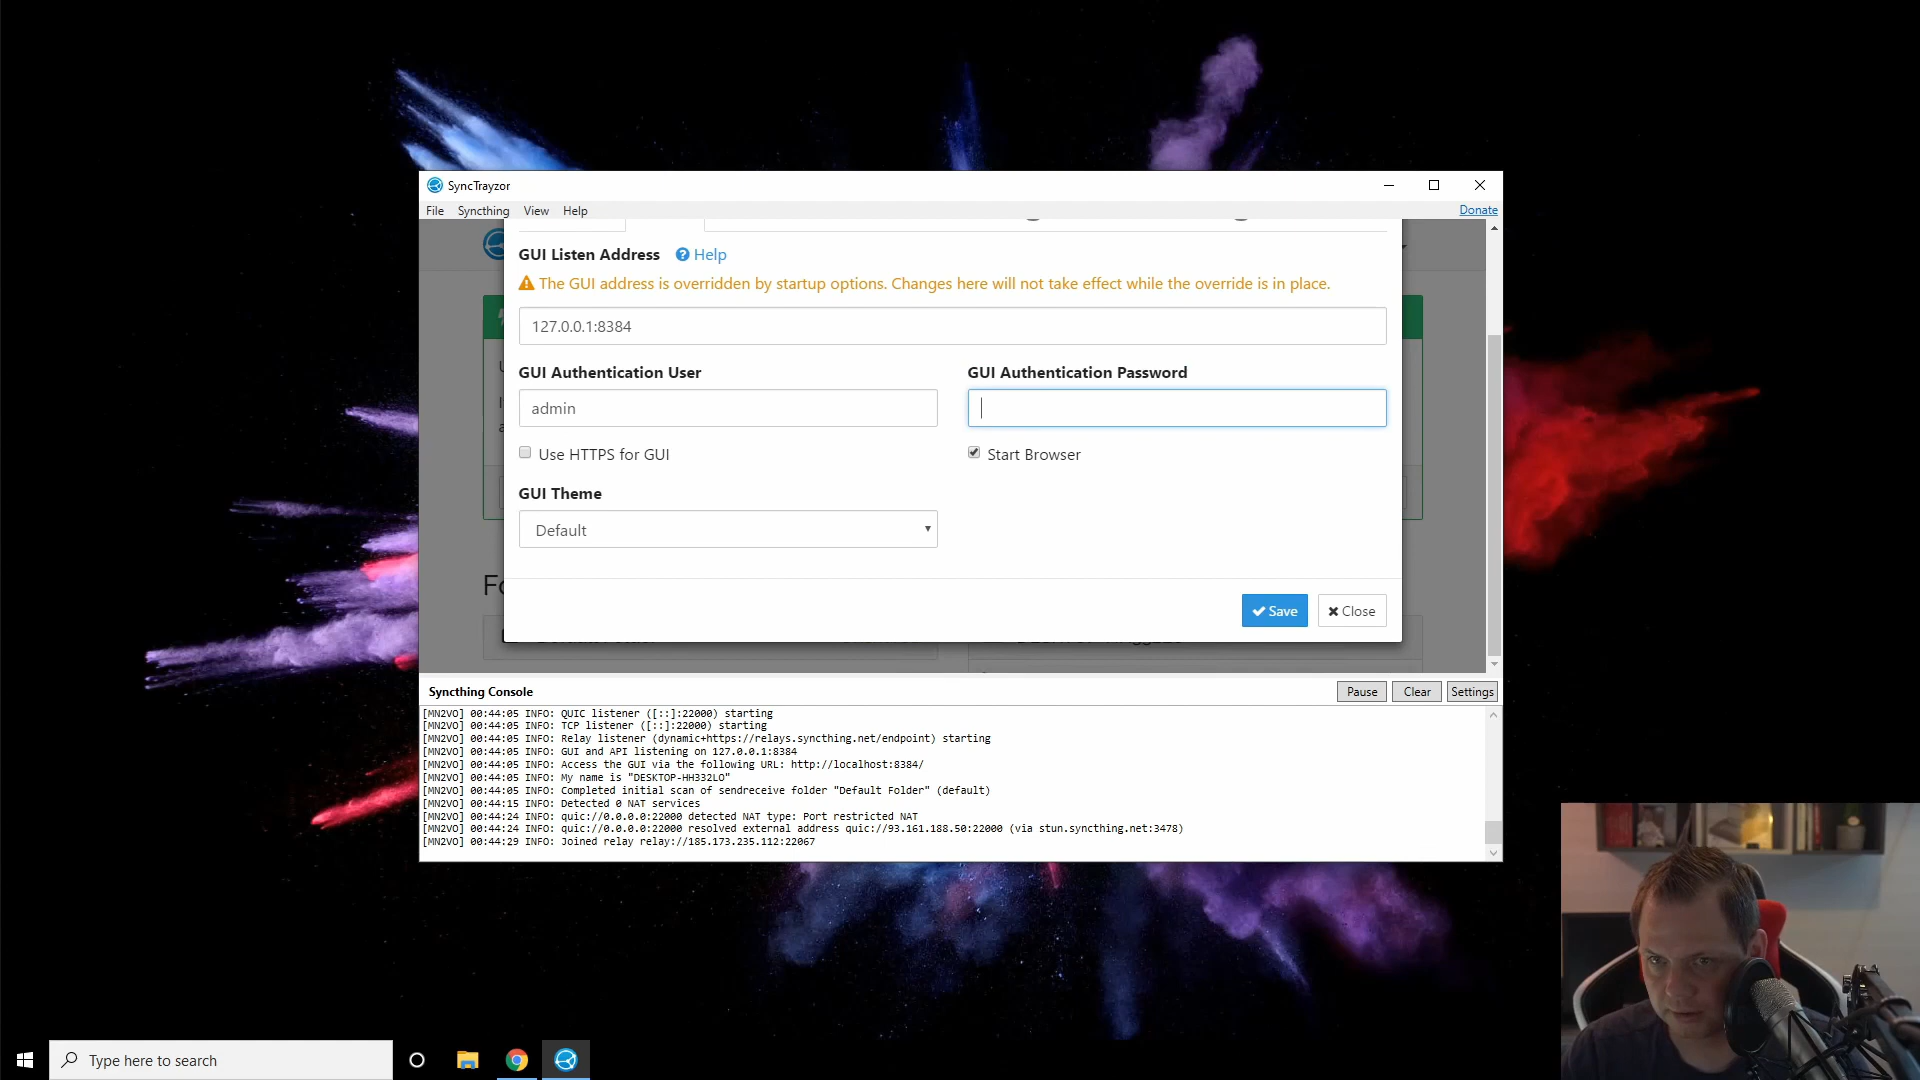 SyncTrayzor
File Syncthing View Help
Donate
GUI Listen Address Help
The GUI address is overridden by startup options. Changes here will not take effect while the override is in place.
127.0.0.1:8384
GUI Authentication User GUI Authentication Password
admin
Use HTTPS for GUI Start Browser
GUI Theme
Default
Save Close
Syncthing Console
Pause Clear Settings
[MN2VO] 00:44:05 INFO: QUIC listener ([::]:22000) starting
[MN2VO] 00:44:05 INFO: TCP listener ([::]:22000) starting
[MN2VO] 00:44:05 INFO: Relay listener (dynamic+https://relays.syncthing.net/endpoint) starting
[MN2VO] 00:44:05 INFO: GUI and API listening on 127.0.0.1:8384
[MN2VO] 00:44:05 INFO: Access the GUI via the following URL: http://localhost:8384/
[MN2VO] 00:44:05 INFO: My name is "DESKTOP-HH332LO"
[MN2VO] 00:44:05 INFO: Completed initial scan of sendreceive folder "Default Folder" (default)
[MN2VO] 00:44:15 INFO: Detected 0 NAT services
[MN2VO] 00:44:24 INFO: quic://0.0.0.0:22000 detected NAT type: Port restricted NAT
[MN2VO] 00:44:24 INFO: quic://0.0.0.0:22000 resolved external address quic://93.161.188.50:22000 (via stun.syncthing.net:3478)
[MN2VO] 00:44:29 INFO: Joined relay relay://185.173.235.112:22067
Type here to search